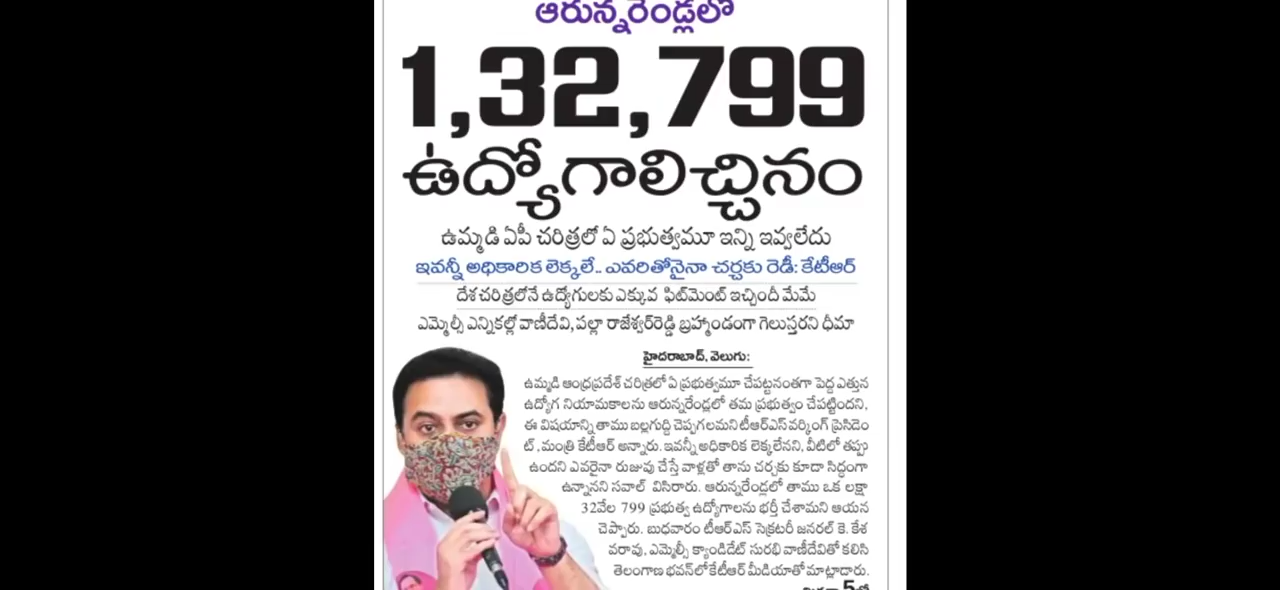 ఆరున్నరేండ్లలో
1,32,799
ఉద్యోగాలిచ్చినం
ఉమ్మడి ఏపీ చరిత్రలో ఏ ప్రభుత్వమూ ఇన్ని ఇవ్వలేదు
ఇవన్నీ అధికారిక లెక్కలే.. ఎవరితోనైనా చర్చకు రెడీ: కేటీఆర్
దేశ చరిత్రలోనే ఉద్యోగులకు ఎక్కువ ఫిట్‌మెంట్ ఇచ్చిందీ మేమే
ఎమ్మెల్సీ ఎన్నికల్లో వాణీదేవి, పల్లా రాజేశ్వర్‌రెడ్డి బ్రహ్మాండంగా గెలుస్తరని ధీమా
హైదరాబాద్, వెలుగు:
ఉమ్మడి ఆంధ్రప్రదేశ్ చరిత్రలో ఏ ప్రభుత్వమూ చేపట్టనంతగా పెద్ద ఎత్తున
ఉద్యోగ నియామకాలను ఆరున్నరేండ్లలో తమ ప్రభుత్వం చేపట్టిందని,
ఈ విషయాన్ని తాము బల్లగుద్ది చెప్పగలమని టీఆర్ఎస్ వర్కింగ్ ప్రెసిడెం
ట్, మంత్రి కేటీఆర్ అన్నారు. ఇవన్నీ అధికారిక లెక్కలేనని, వీటిలో తప్పు
ఉందని ఎవరైనా రుజువు చేస్తే వాళ్లతో తాను చర్చకు కూడా సిద్ధంగా
ఉన్నానని సవాల్ విసిరారు. ఆరున్నరేండ్లలో తాము ఒక లక్షా
32వేల 799 ప్రభుత్వ ఉద్యోగాలను భర్తీ చేశామని ఆయన
చెప్పారు. బుధవారం టీఆర్ఎస్ సెక్రటరీ జనరల్ కె. కేశ
వరావు, ఎమ్మెల్సీ క్యాండిడేట్ సురభి వాణీదేవితో కలిసి
తెలంగాణ భవన్‌లో కేటీఆర్ మీడియాతో మాట్లాడారు.
5లో